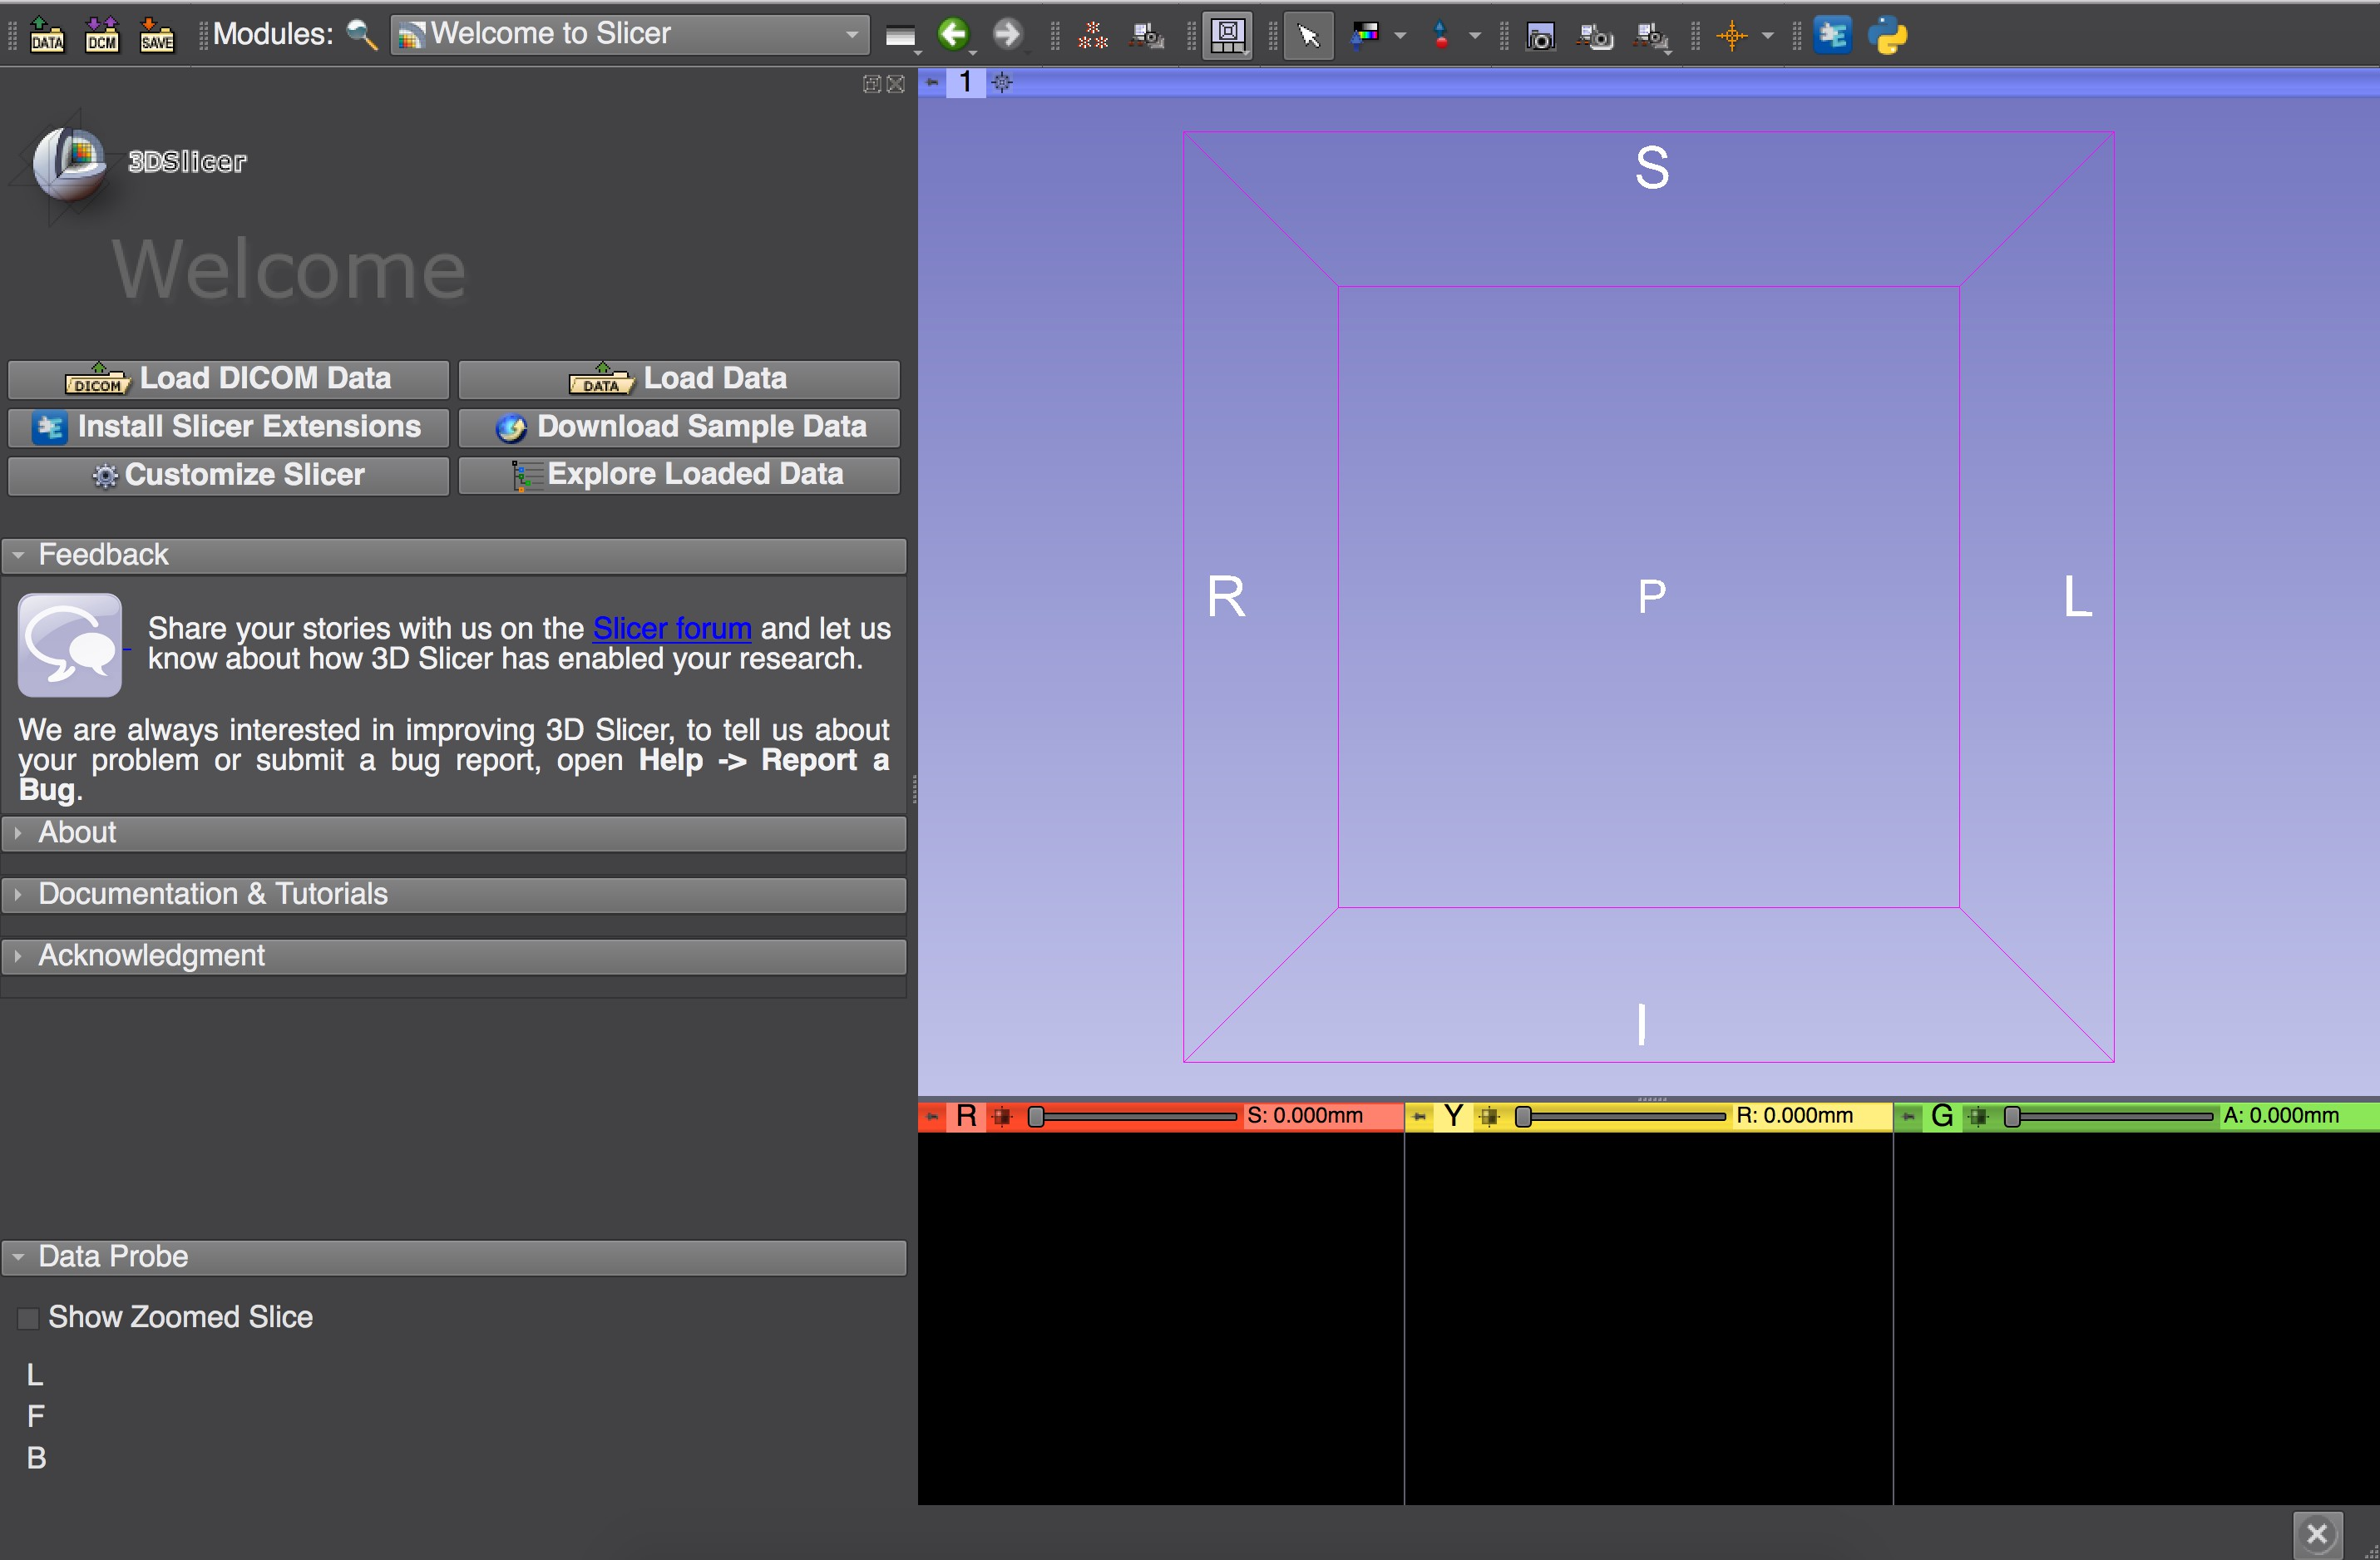 DATA DCM SAVE Modules: Welcome to Slicer
1
3DSlicer
Welcome
DICOM Load DICOM Data
DATA Load Data
Install Slicer Extensions
Download Sample Data
Customize Slicer
Explore Loaded Data
Feedback
Share your stories with us on the Slicer forum and let us
know about how 3D Slicer has enabled your research.
We are always interested in improving 3D Slicer, to tell us about
your problem or submit a bug report, open Help -> Report a
Bug.
About
Documentation & Tutorials
Acknowledgment
Data Probe
Show Zoomed Slice
L
F
B
S
R P L
I
R S: 0.000mm
Y R: 0.000mm
G A: 0.000mm